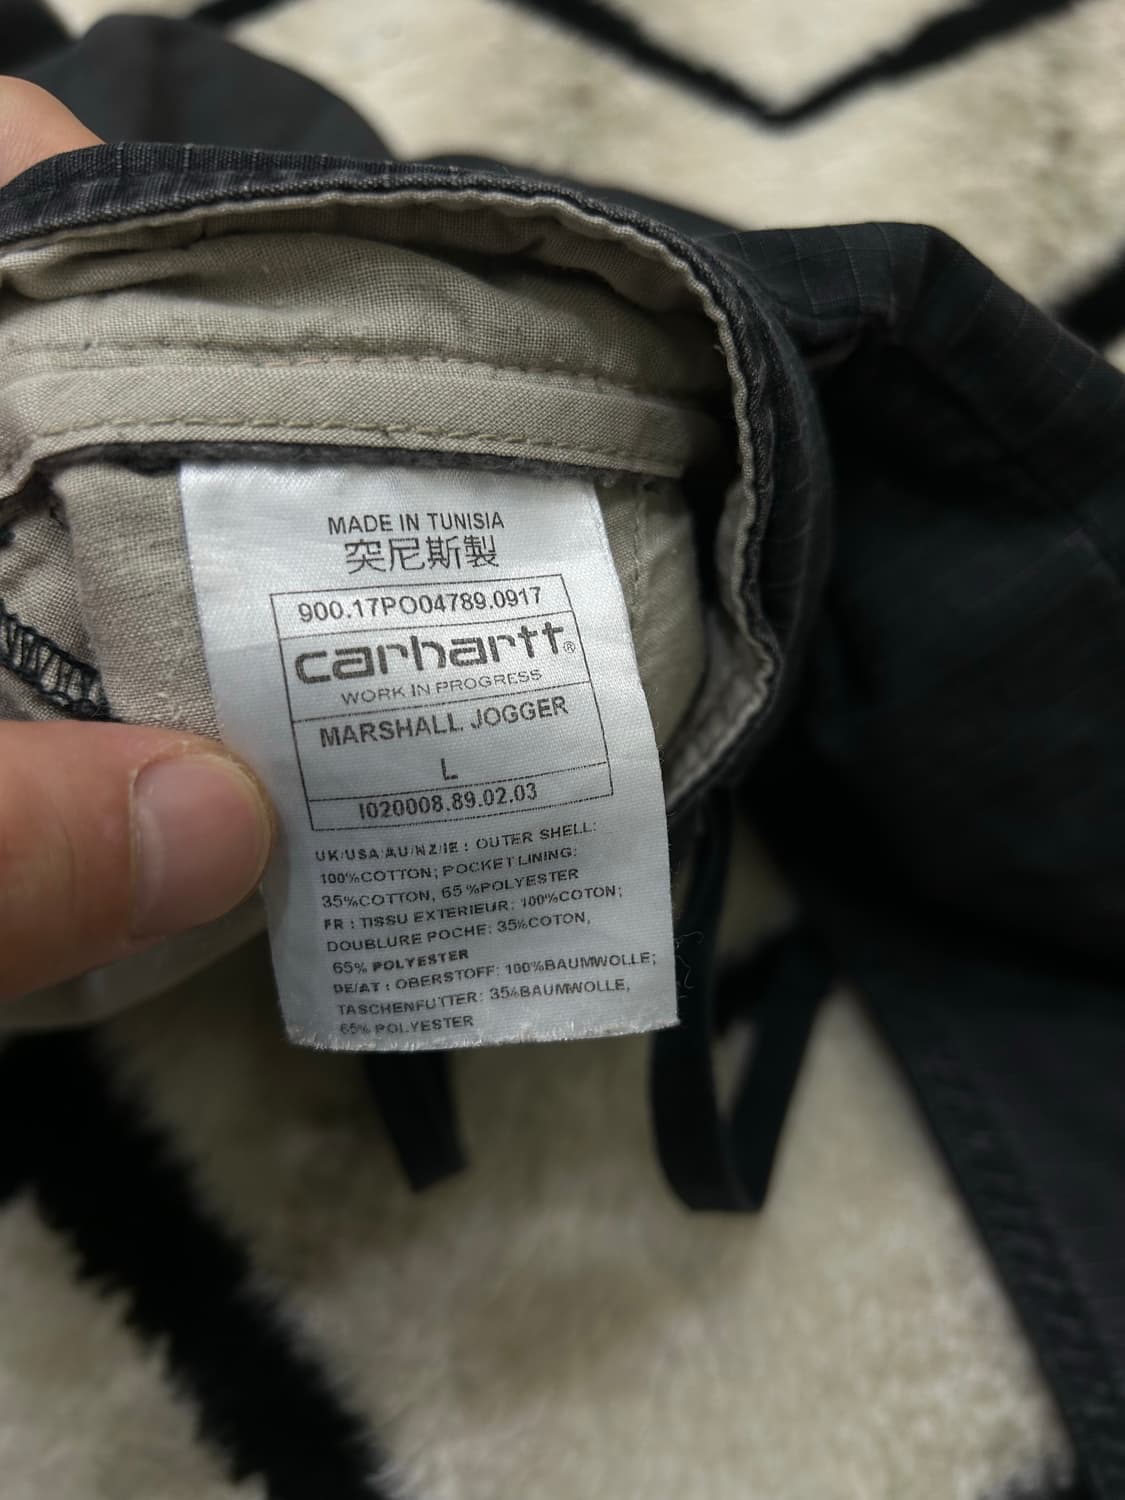 MADE IN TUNISIA
突尼斯製
900.17PO04789.0917
carhartt®
WORK IN PROGRESS
MARSHALL JOGGER
L
I020008.89.02.03
UK/USA/AU/NZ/IE : OUTER SHELL:
100%COTTON; POCKET LINING:
35%COTTON, 65%POLYESTER
FR : TISSU EXTERIEUR: 100%COTON;
DOUBLURE POCHE: 35%COTON,
65% POLYESTER
DE/AT : OBERSTOFF: 100%BAUMWOLLE;
TASCHENFUTTER: 35%BAUMWOLLE,
65% POLYESTER